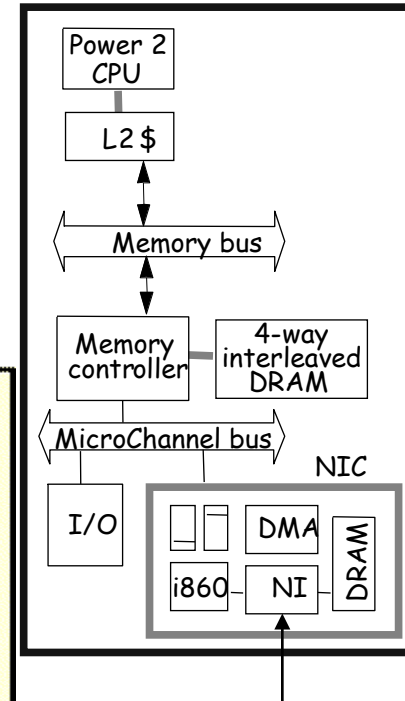 Power 2
CPU
L2 $
Memory bus
Memory
controller
4-way
interleaved
DRAM
MicroChannel bus
NIC
I/O
DMA
DRAM
i860
NI